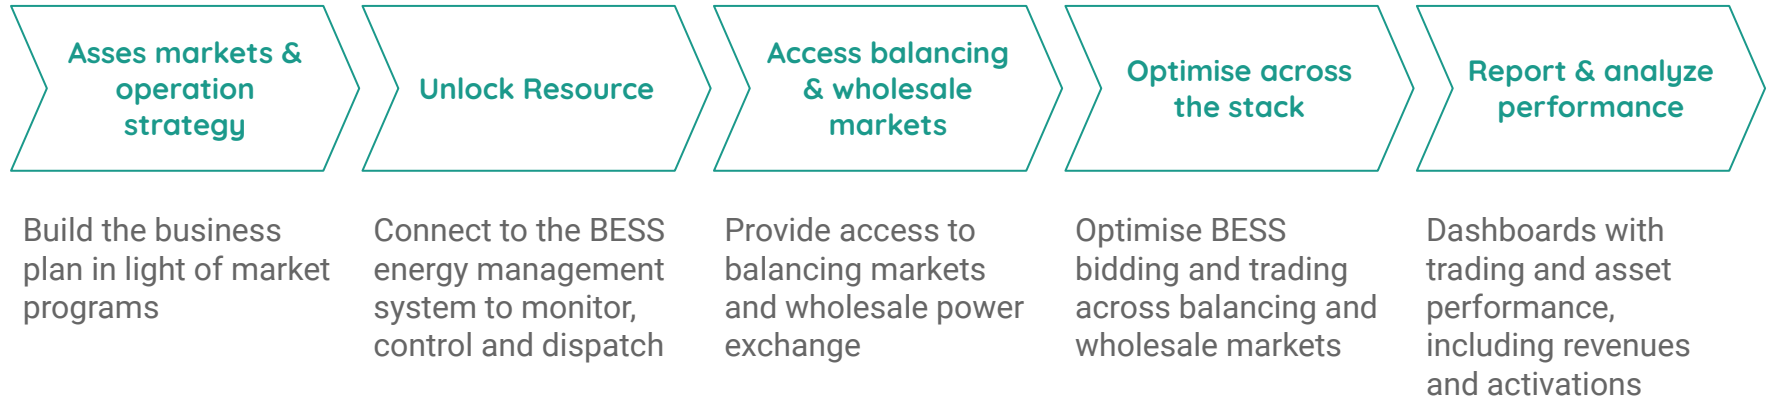 Asses markets &
operation
strategy
Unlock Resource
Access balancing
& wholesale
markets
Optimise across
the stack
Report & analyze
performance
Build the business
plan in light of market
programs
Connect to the BESS
energy management
system to monitor,
control and dispatch
Provide access to
balancing markets
and wholesale power
exchange
Optimise BESS
bidding and trading
across balancing and
wholesale markets
Dashboards with
trading and asset
performance,
including revenues
and activations